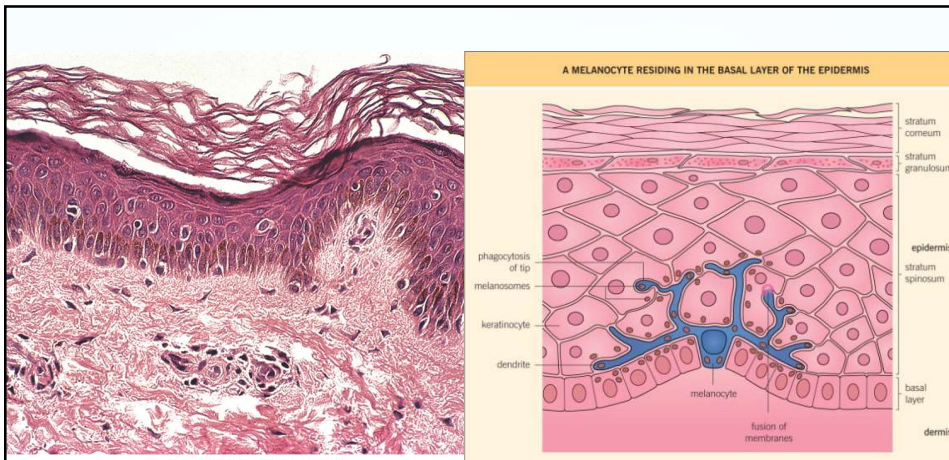 A MELANOCYTE RESIDING IN THE BASAL LAYER OF THE EPIDERMIS
stratum
corneum
stratum
granulosum
epidermis
phagocytosis
of tip
stratum
spinosum
melanosomes
keratinocyte
dendrite
basal
layer
melanocyte
fusion of
membranes
dermis